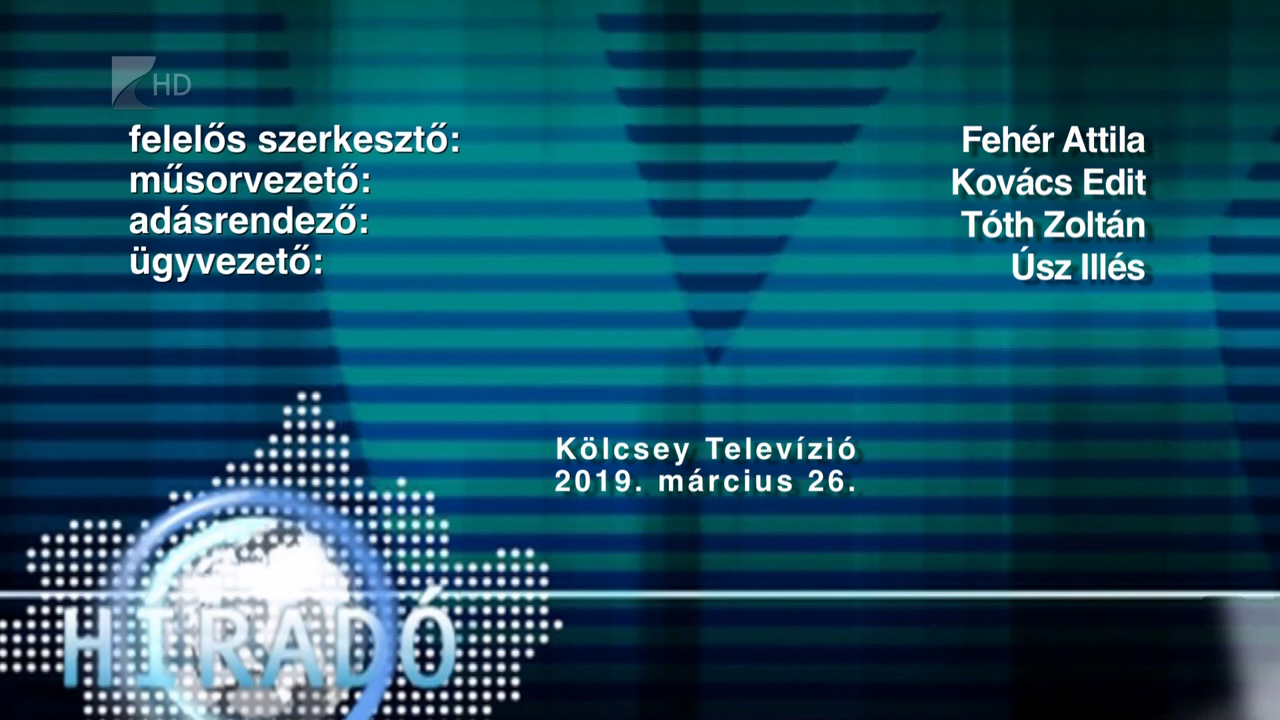 HD
felelős szerkesztő: Fehér Attila
műsorvezető: Kovács Edit
adásrendező: Tóth Zoltán
ügyvezető: Úsz Illés
Kölcsey Televízió
2019. március 26.
HÍRADÓ